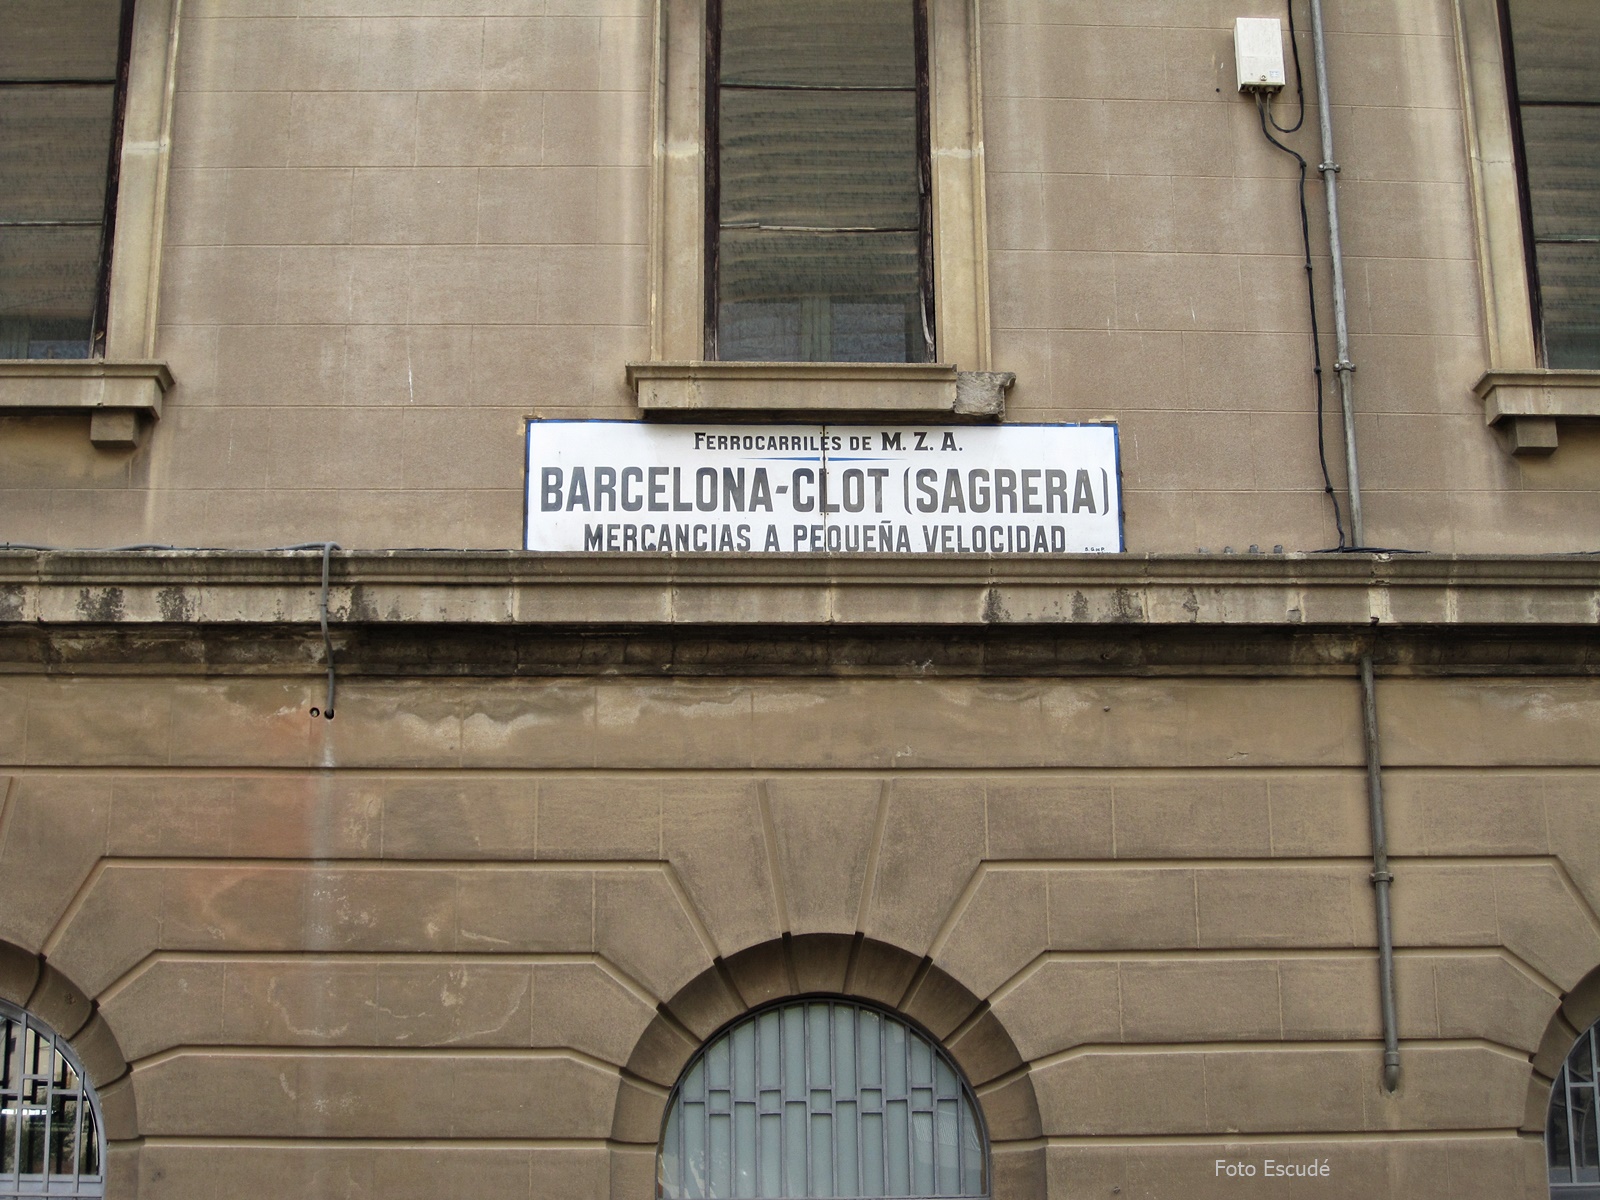 FERROCARRILES DE M. Z. A.
BARCELONA-CLOT (SAGRERA)
MERCANCIAS A PEQUEÑA VELOCIDAD
Foto Escudé